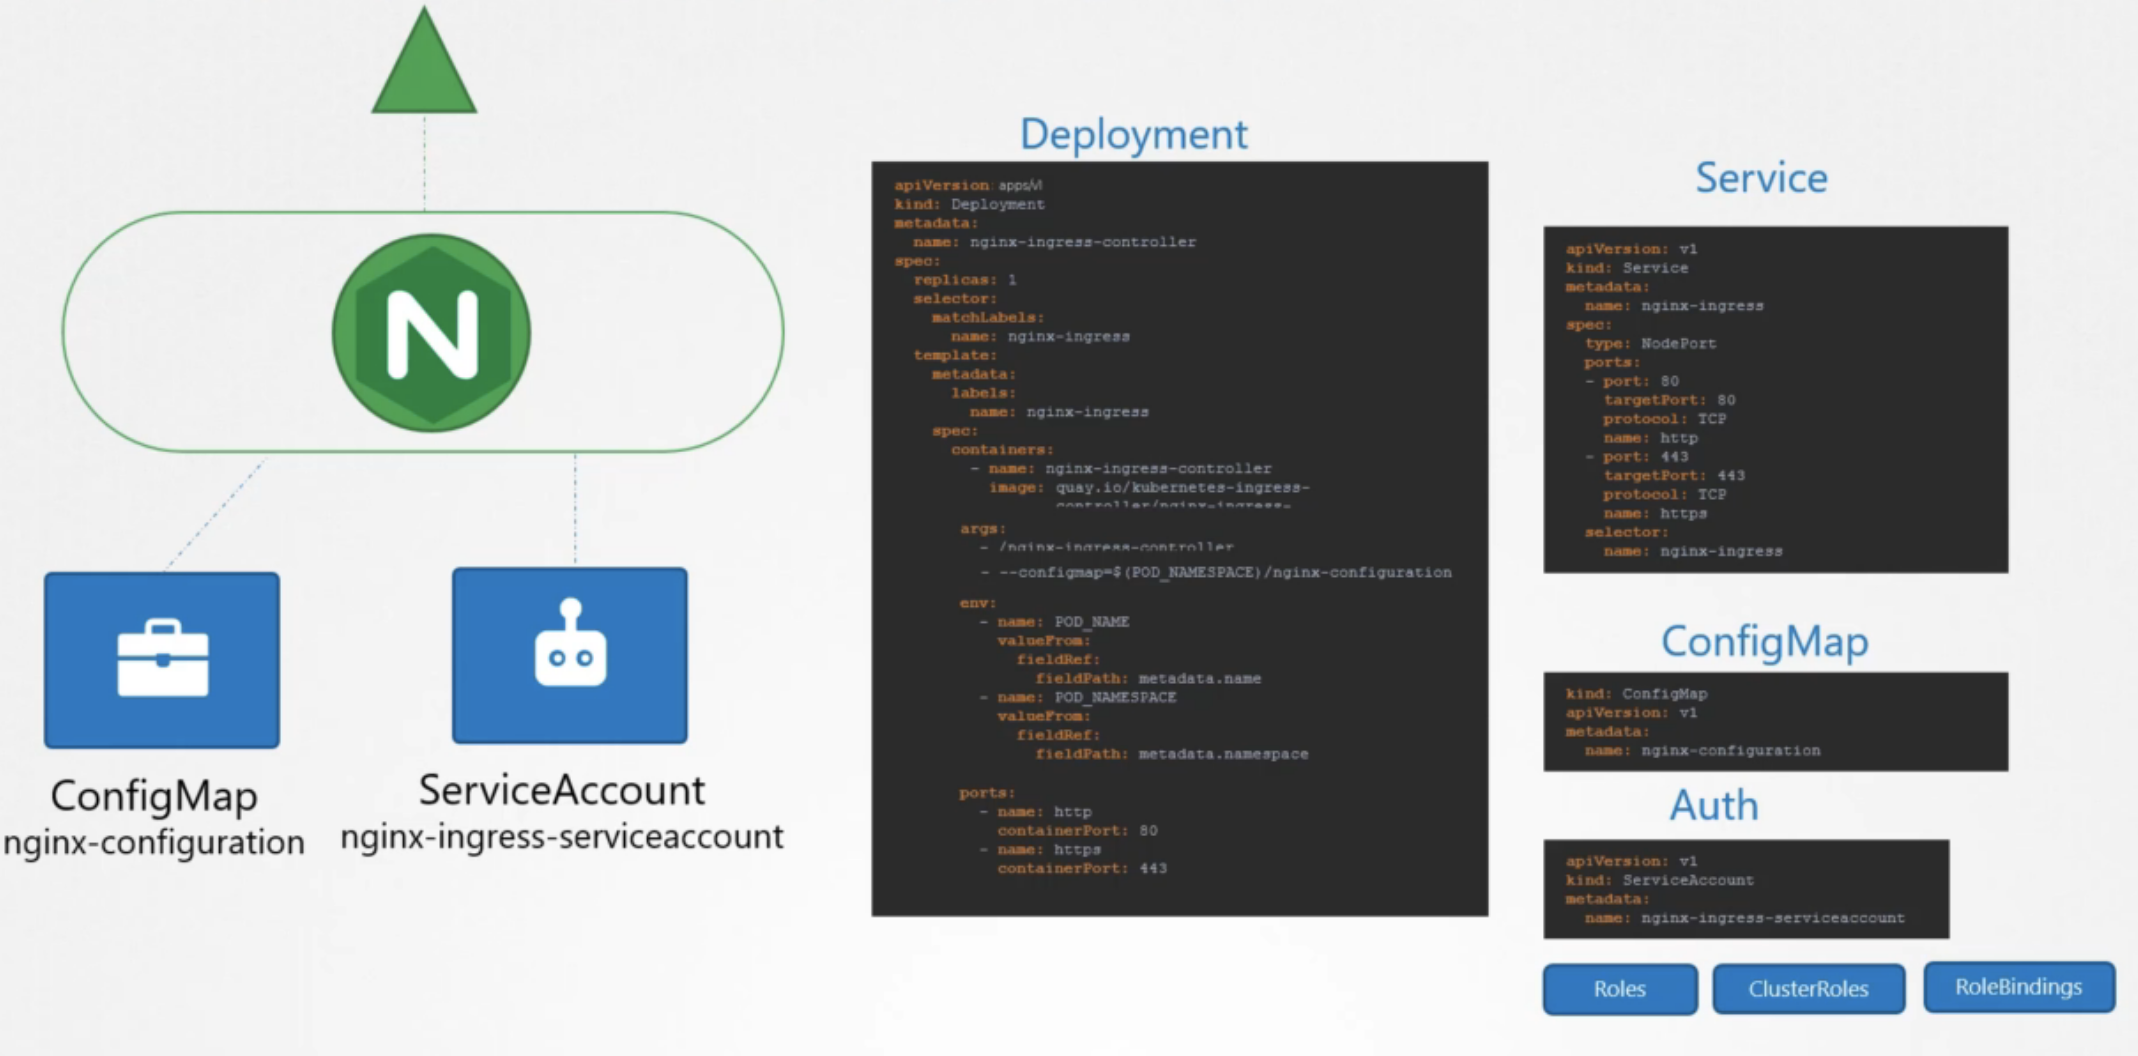 N
ConfigMap
nginx-configuration
ServiceAccount
nginx-ingress-serviceaccount
Deployment
apiVersion: apps/v1
kind: Deployment
metadata:
  name: nginx-ingress-controller
spec:
  replicas: 1
  selector:
    matchLabels:
      name: nginx-ingress
  template:
    metadata:
      labels:
        name: nginx-ingress
    spec:
      containers:
        - name: nginx-ingress-controller
          image: quay.io/kubernetes-ingress-
                 controller/nginx-ingress-
       args:
         - /nginx-ingress-controller
         - --configmap=$(POD_NAMESPACE)/nginx-configuration
       env:
         - name: POD_NAME
           valueFrom:
             fieldRef:
               fieldPath: metadata.name
         - name: POD_NAMESPACE
           valueFrom:
             fieldRef:
               fieldPath: metadata.namespace
       ports:
         - name: http
           containerPort: 80
         - name: https
           containerPort: 443
Service
apiVersion: v1
kind: Service
metadata:
  name: nginx-ingress
spec:
  type: NodePort
  ports:
  - port: 80
    targetPort: 80
    protocol: TCP
    name: http
  - port: 443
    targetPort: 443
    protocol: TCP
    name: https
  selector:
    name: nginx-ingress
ConfigMap
kind: ConfigMap
apiVersion: v1
metadata:
  name: nginx-configuration
Auth
apiVersion: v1
kind: ServiceAccount
metadata:
  name: nginx-ingress-serviceaccount
Roles
ClusterRoles
RoleBindings